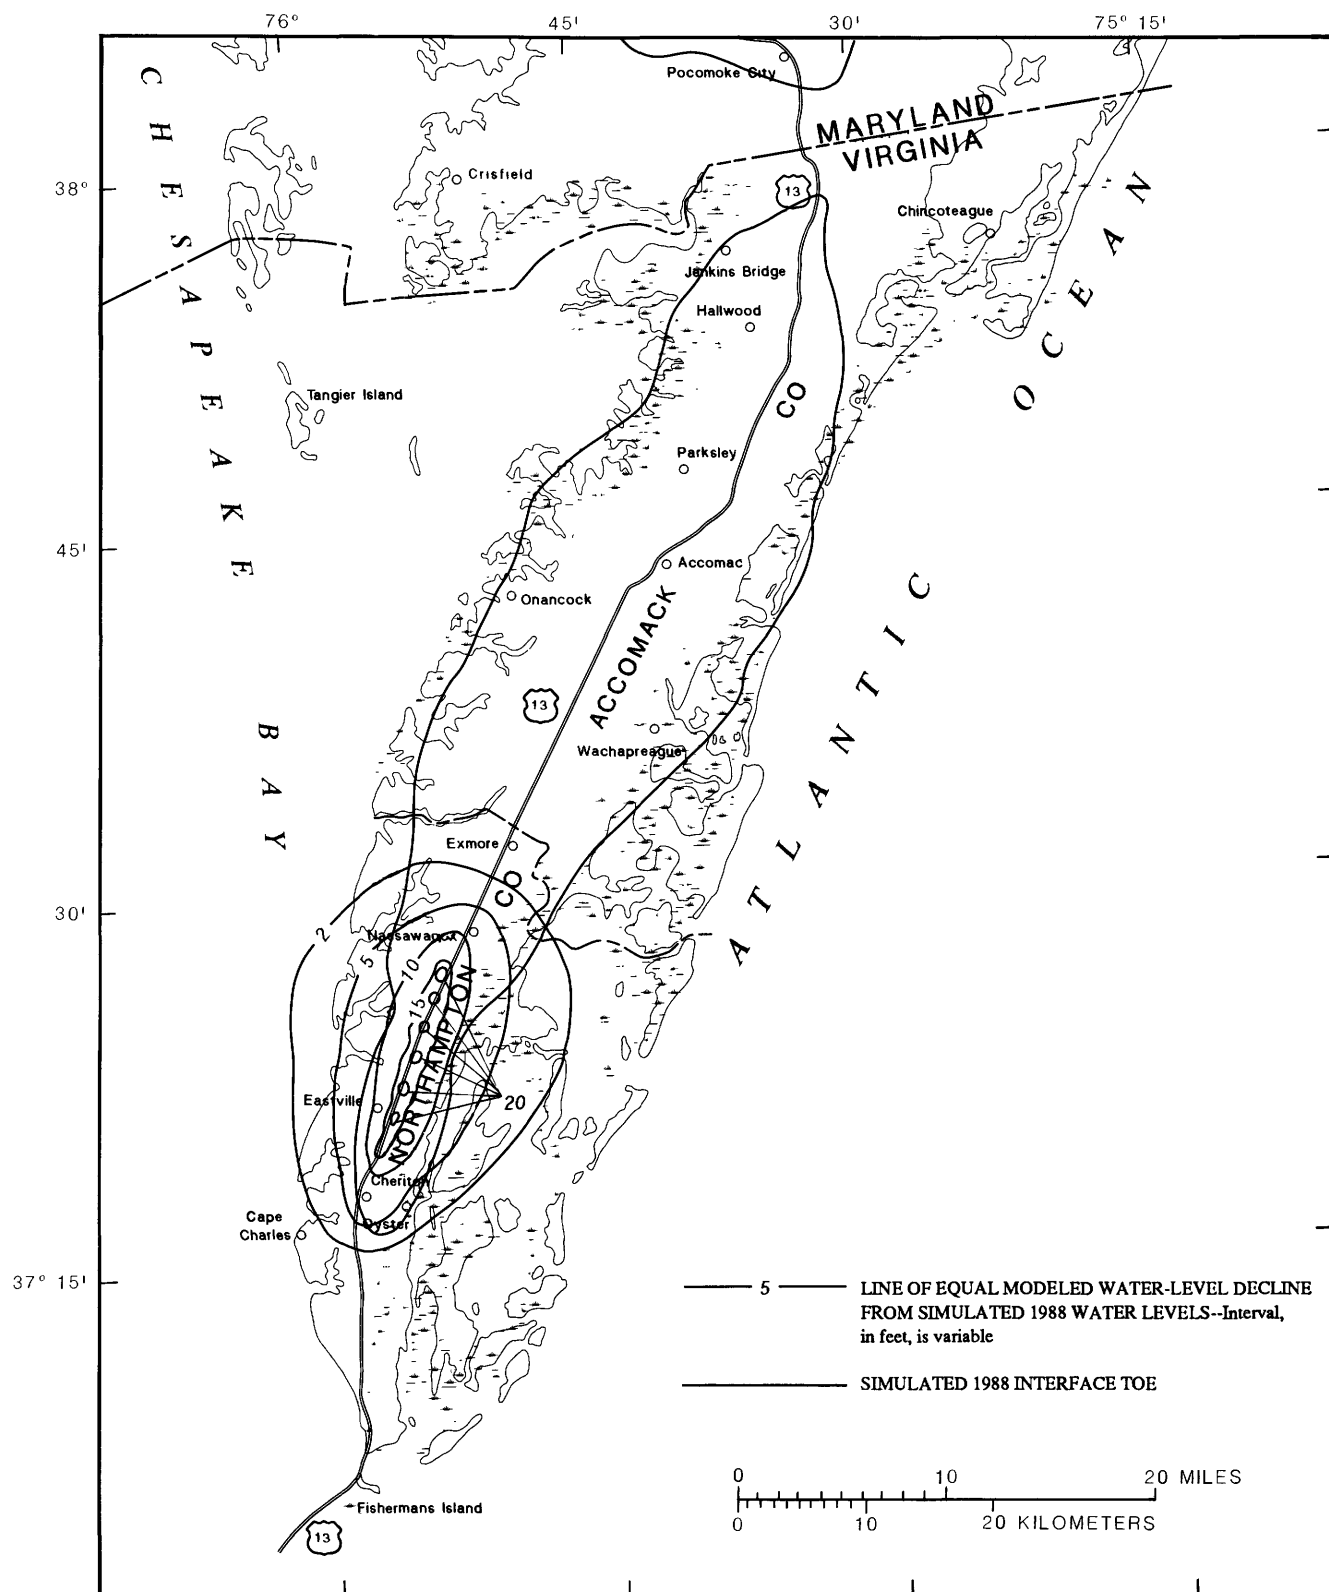 76° 45' 30' 75° 15'
Pocomoke City
CHESAPEAKE BAY
MARYLAND
VIRGINIA
Crisfield
38°
13
Chincoteague
Jenkins Bridge
Hallwood
ATLANTIC OCEAN
Tangier Island
CO
Parksley
45'
Accomac
Onancock
ACCOMACK
13
Wachapreague
Exmore
CO
30'
2
Nassawadox
5
10
15
NORTHAMPTON
Eastville
20
Cheriton
Cape
Charles
Oyster
37° 15'
5 LINE OF EQUAL MODELED WATER-LEVEL DECLINE
FROM SIMULATED 1988 WATER LEVELS--Interval,
in feet, is variable
SIMULATED 1988 INTERFACE TOE
0 10 20 MILES
0 10 20 KILOMETERS
Fishermans Island
13